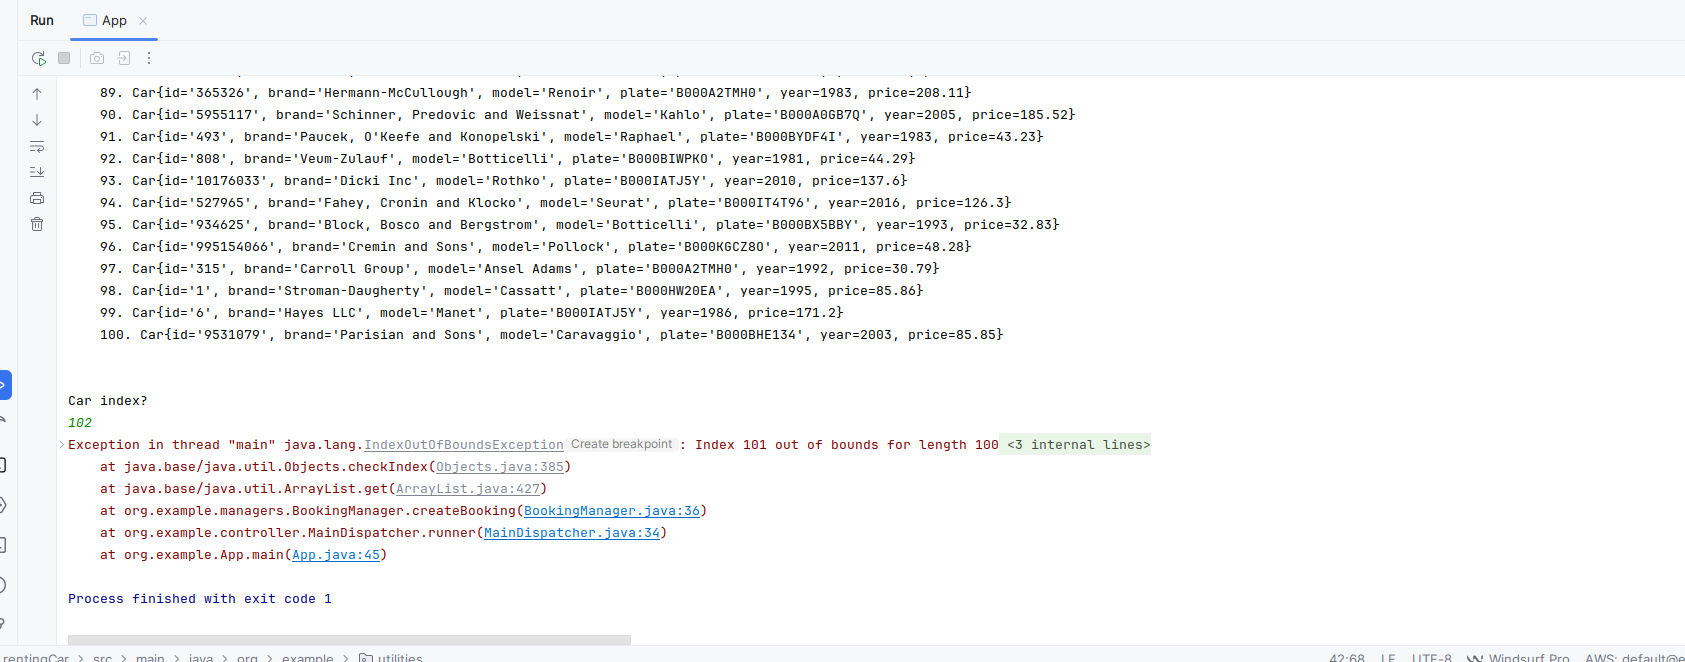 Run App
89. Car{id='365326', brand='Hermann-McCullough', model='Renoir', plate='B000A2TMH0', year=1983, price=208.11}
90. Car{id='5955117', brand='Schinner, Predovic and Weissnat', model='Kahlo', plate='B000A0GB7Q', year=2005, price=185.52}
91. Car{id='493', brand='Paucek, O'Keefe and Konopelski', model='Raphael', plate='B000BYDF4I', year=1983, price=43.23}
92. Car{id='808', brand='Veum-Zulauf', model='Botticelli', plate='B000BIWPKO', year=1981, price=44.29}
93. Car{id='10176033', brand='Dicki Inc', model='Rothko', plate='B000IATJ5Y', year=2010, price=137.6}
94. Car{id='527965', brand='Fahey, Cronin and Klocko', model='Seurat', plate='B000IT4T96', year=2016, price=126.3}
95. Car{id='934625', brand='Block, Bosco and Bergstrom', model='Botticelli', plate='B000BX5BBY', year=1993, price=32.83}
96. Car{id='995154066', brand='Cremin and Sons', model='Pollock', plate='B000KGCZ8O', year=2011, price=48.28}
97. Car{id='315', brand='Carroll Group', model='Ansel Adams', plate='B000A2TMH0', year=1992, price=30.79}
98. Car{id='1', brand='Stroman-Daugherty', model='Cassatt', plate='B000HW20EA', year=1995, price=85.86}
99. Car{id='6', brand='Hayes LLC', model='Manet', plate='B000IATJ5Y', year=1986, price=171.2}
100. Car{id='9531079', brand='Parisian and Sons', model='Caravaggio', plate='B000BHE134', year=2003, price=85.85}
Car index?
102
Exception in thread "main" java.lang.IndexOutOfBoundsException Create breakpoint : Index 101 out of bounds for length 100 <3 internal lines>
at java.base/java.util.Objects.checkIndex(Objects.java:385)
at java.base/java.util.ArrayList.get(ArrayList.java:427)
at org.example.managers.BookingManager.createBooking(BookingManager.java:36)
at org.example.controller.MainDispatcher.runner(MainDispatcher.java:34)
at org.example.App.main(App.java:45)
Process finished with exit code 1
rentingCar > src > main > java > org > example > utilities 42:68 LF UTF-8 Windsurf Pro AWS: default@e